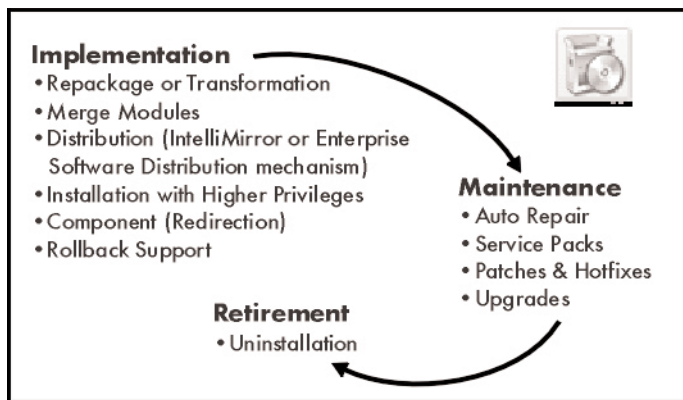 Implementation
• Repackage or Transformation
• Merge Modules
• Distribution (IntelliMirror or Enterprise
Software Distribution mechanism)
• Installation with Higher Privileges
• Component (Redirection)
• Rollback Support
Maintenance
• Auto Repair
• Service Packs
• Patches & Hotfixes
• Upgrades
Retirement
• Uninstallation